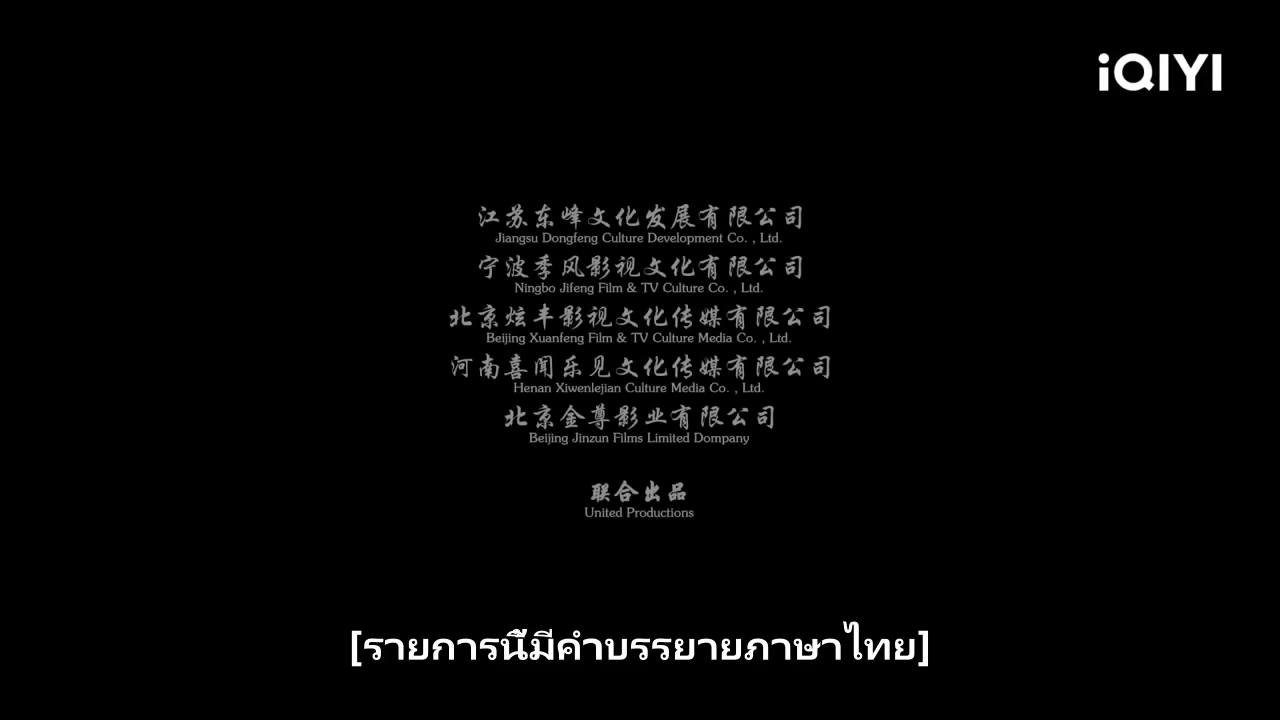 iQIYI
江苏东峰文化发展有限公司
Jiangsu Dongfeng Culture Development Co. , Ltd.
宁波季风影视文化有限公司
Ningbo Jifeng Film & TV Culture Co. , Ltd.
北京炫丰影视文化传媒有限公司
Beijing Xuanfeng Film & TV Culture Media Co. , Ltd.
河南喜闻乐见文化传媒有限公司
Henan Xiwenlejian Culture Media Co. , Ltd.
北京金尊影业有限公司
Beijing Jinzun Films Limited Dompany
联合出品
United Productions
[รายการนี้มีคำบรรยายภาษาไทย]